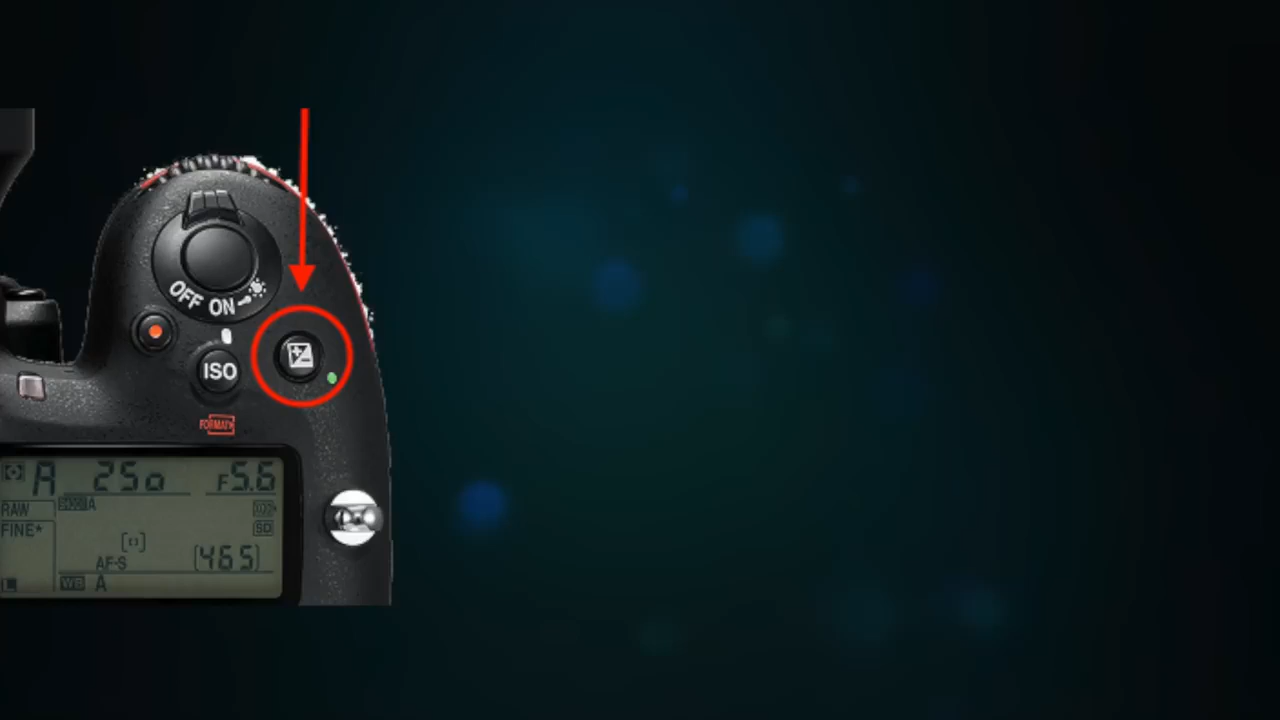 OFF ON
ISO
FORMAT
A 250 F5.6
RAW
FINE*
SD
AF-S [465]
L WB A